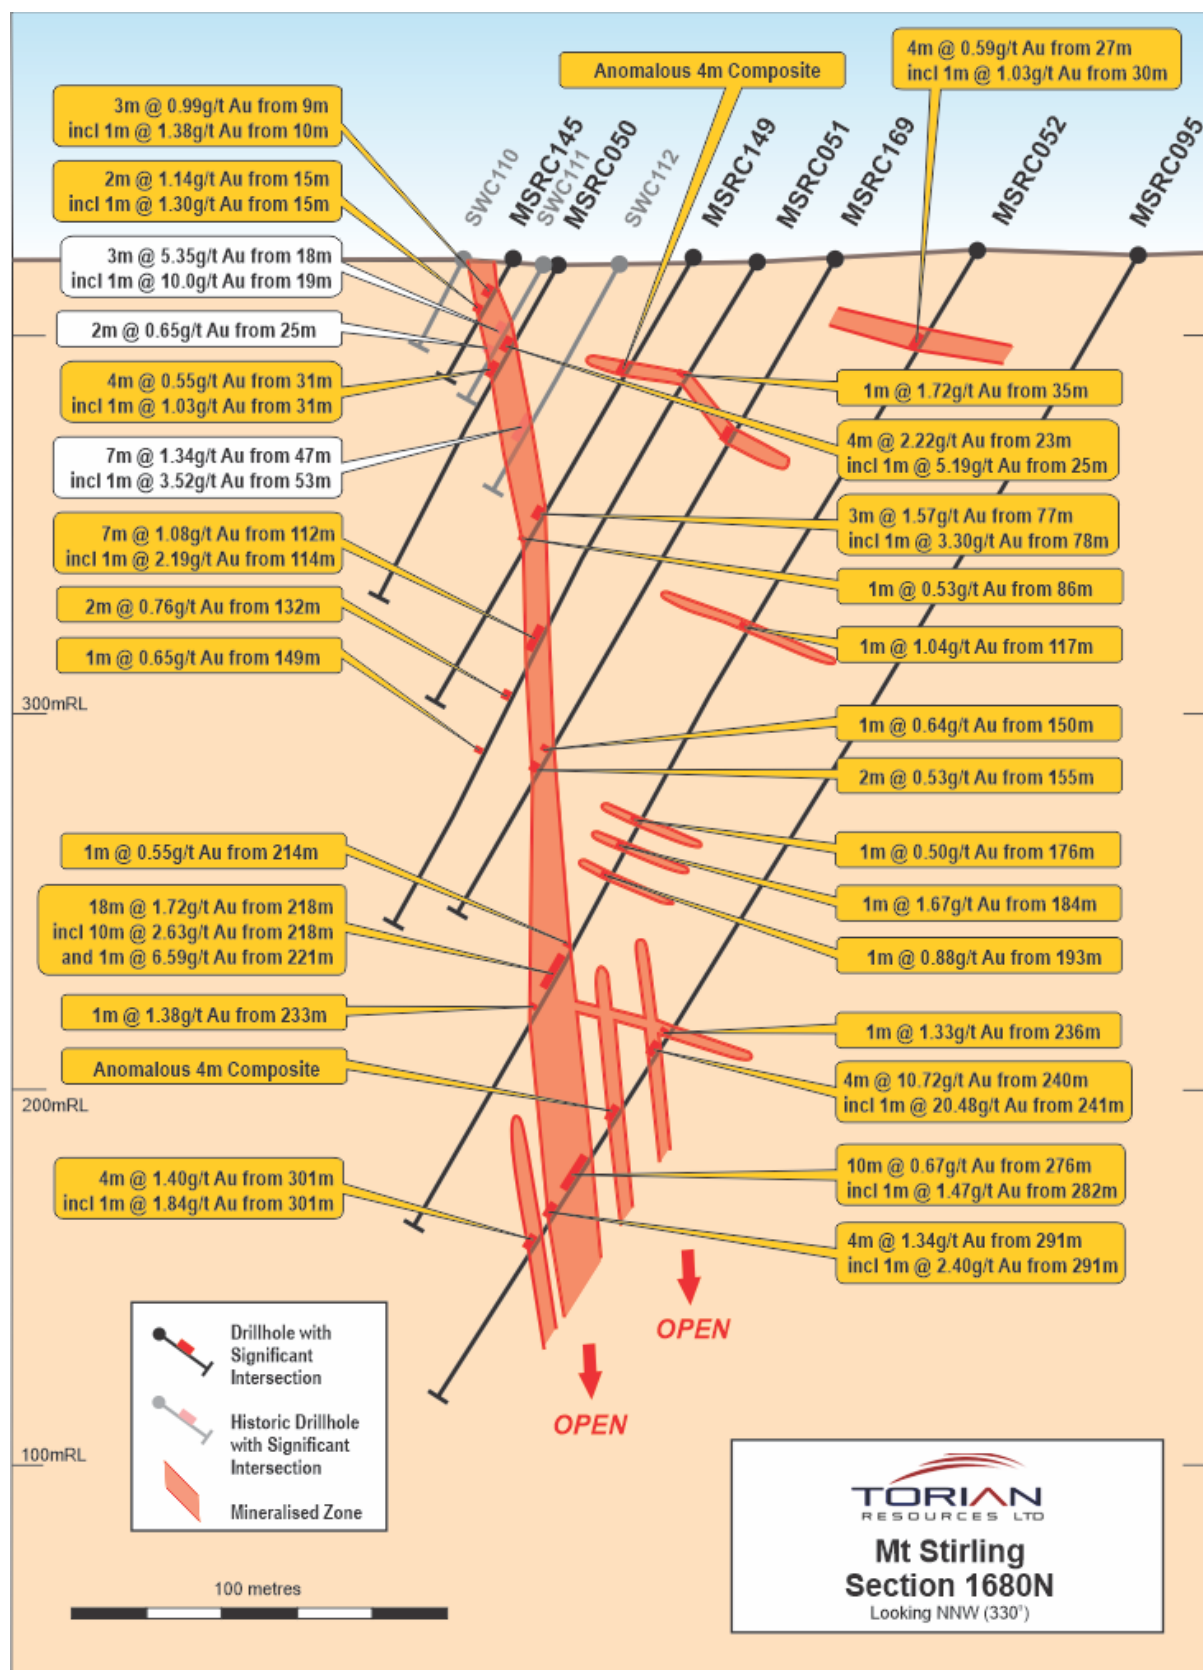 4m @ 0.59g/t Au from 27m
incl 1m @ 1.03g/t Au from 30m
Anomalous 4m Composite
3m @ 0.99g/t Au from 9m
incl 1m @ 1.38g/t Au from 10m
2m @ 1.14g/t Au from 15m
incl 1m @ 1.30g/t Au from 15m
3m @ 5.35g/t Au from 18m
incl 1m @ 10.0g/t Au from 19m
2m @ 0.65g/t Au from 25m
4m @ 0.55g/t Au from 31m
incl 1m @ 1.03g/t Au from 31m
7m @ 1.34g/t Au from 47m
incl 1m @ 3.52g/t Au from 53m
7m @ 1.08g/t Au from 112m
incl 1m @ 2.19g/t Au from 114m
2m @ 0.76g/t Au from 132m
1m @ 0.65g/t Au from 149m
SWC110
MSRC145
SWC111
MSRC050
SWC112
MSRC149
MSRC051
MSRC169
MSRC052
MSRC095
1m @ 1.72g/t Au from 35m
4m @ 2.22g/t Au from 23m
incl 1m @ 5.19g/t Au from 25m
3m @ 1.57g/t Au from 77m
incl 1m @ 3.30g/t Au from 78m
1m @ 0.53g/t Au from 86m
1m @ 1.04g/t Au from 117m
300mRL
1m @ 0.64g/t Au from 150m
2m @ 0.53g/t Au from 155m
1m @ 0.50g/t Au from 176m
1m @ 1.67g/t Au from 184m
1m @ 0.88g/t Au from 193m
1m @ 0.55g/t Au from 214m
18m @ 1.72g/t Au from 218m
incl 10m @ 2.63g/t Au from 218m
and 1m @ 6.59g/t Au from 221m
1m @ 1.38g/t Au from 233m
Anomalous 4m Composite
200mRL
1m @ 1.33g/t Au from 236m
4m @ 10.72g/t Au from 240m
incl 1m @ 20.48g/t Au from 241m
4m @ 1.40g/t Au from 301m
incl 1m @ 1.84g/t Au from 301m
10m @ 0.67g/t Au from 276m
incl 1m @ 1.47g/t Au from 282m
4m @ 1.34g/t Au from 291m
incl 1m @ 2.40g/t Au from 291m
OPEN
OPEN
Drillhole with
Significant
Intersection
Historic Drillhole
with Significant
Intersection
Mineralised Zone
100mRL
100 metres
TORIAN
RESOURCES LTD
Mt Stirling
Section 1680N
Looking NNW (330°)